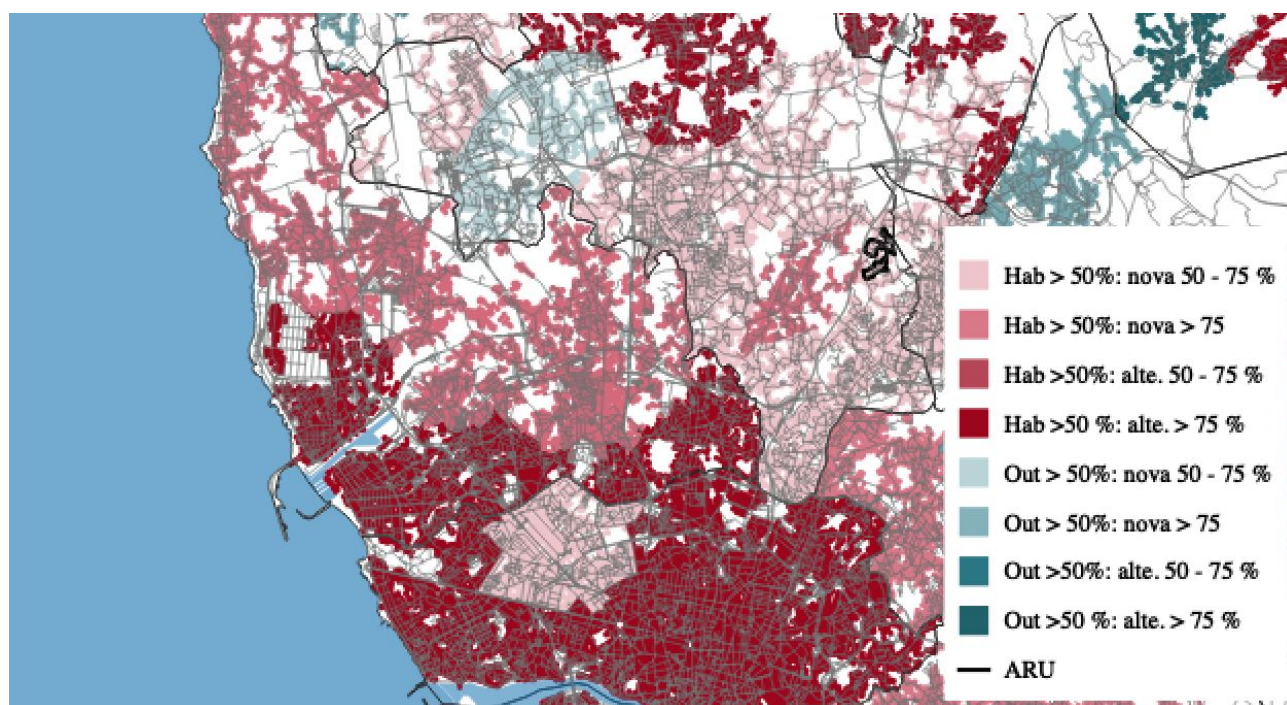 Hab > 50%: nova 50 - 75 %
Hab > 50%: nova > 75
Hab >50%: alte. 50 - 75 %
Hab >50 %: alte. > 75 %
Out > 50%: nova 50 - 75 %
Out > 50%: nova > 75
Out >50%: alte. 50 - 75 %
Out >50 %: alte. > 75 %
ARU